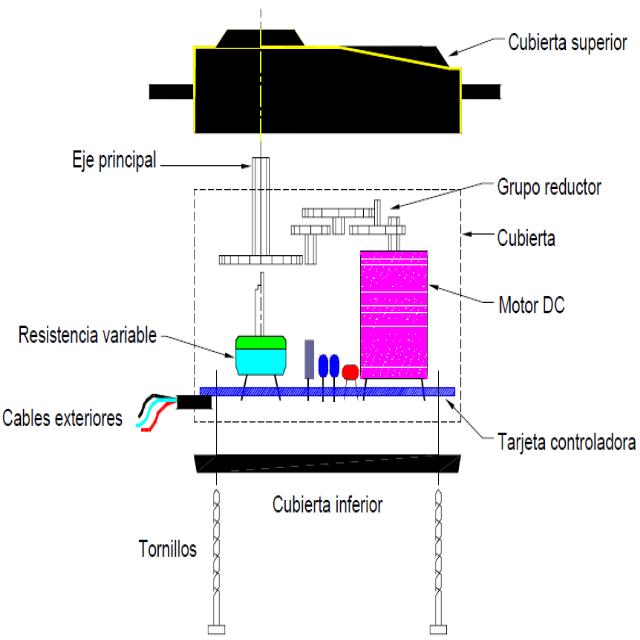 Cubierta superior
Eje principal
Grupo reductor
Cubierta
Motor DC
Resistencia variable
Cables exteriores
Tarjeta controladora
Cubierta inferior
Tornillos